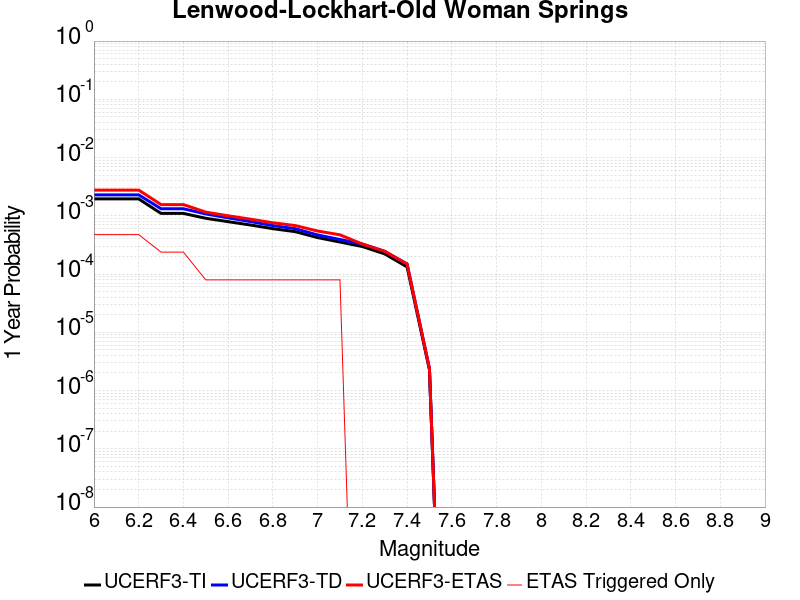 Lenwood-Lockhart-Old Woman Springs
1 Year Probability
10^0
10^-1
10^-2
10^-3
10^-4
10^-5
10^-6
10^-7
10^-8
6 6.2 6.4 6.6 6.8 7 7.2 7.4 7.6 7.8 8 8.2 8.4 8.6 8.8 9
Magnitude
UCERF3-TI UCERF3-TD UCERF3-ETAS ETAS Triggered Only